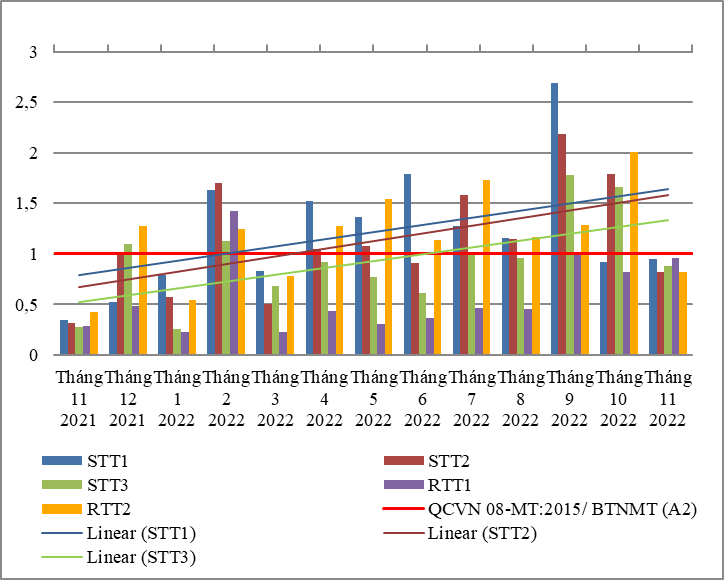 3
2,5
2
1,5
1
0,5
0
Tháng Tháng Tháng Tháng Tháng Tháng Tháng Tháng Tháng Tháng Tháng Tháng Tháng
11 12 1 2 3 4 5 6 7 8 9 10 11
2021 2021 2022 2022 2022 2022 2022 2022 2022 2022 2022 2022 2022
STT1 STT2
STT3 RTT1
RTT2 QCVN 08-MT:2015/ BTNMT (A2)
Linear (STT1) Linear (STT2)
Linear (STT3)